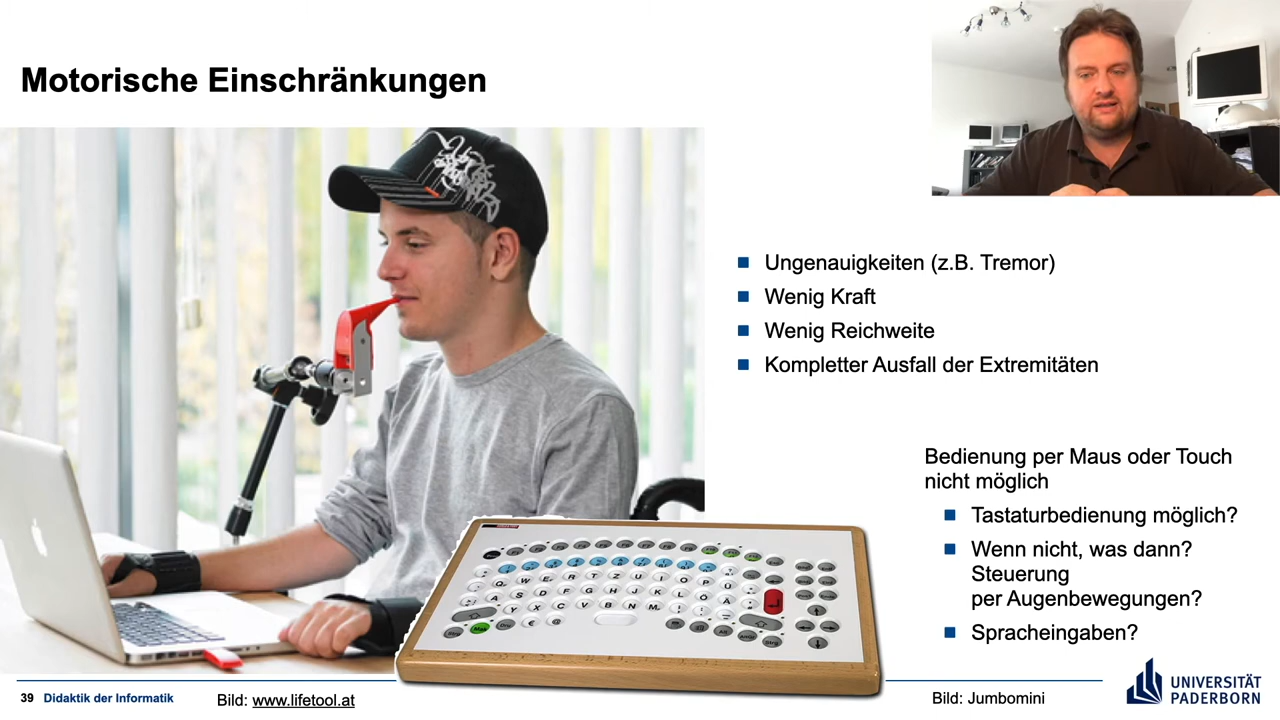 Motorische Einschränkungen
Ungenauigkeiten (z.B. Tremor)
Wenig Kraft
Wenig Reichweite
Kompletter Ausfall der Extremitäten
Bedienung per Maus oder Touch
nicht möglich
Tastaturbedienung möglich?
Wenn nicht, was dann?
Steuerung
per Augenbewegungen?
Spracheingaben?
Q W E R T Z U I O P Ü
A S D F G H J K L Ö Ä
Y X C V B N M
€ @
39 Didaktik der Informatik
Bild: www.lifetool.at
Bild: Jumbomini
UNIVERSITÄT
PADERBORN